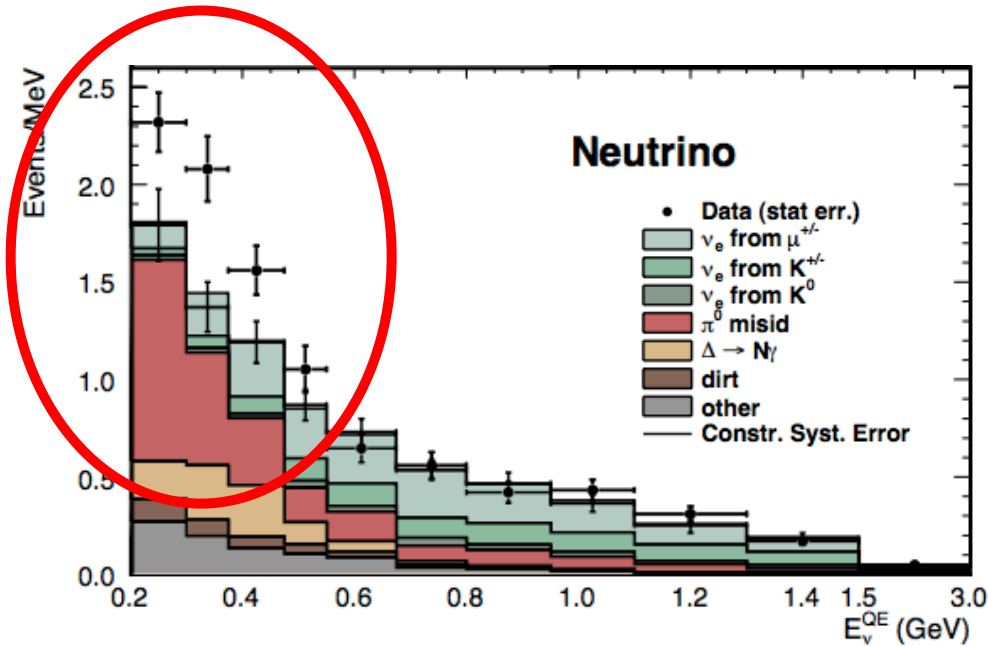 Events/MeV
2.5
2.0
1.5
1.0
0.5
0.0
Neutrino
Data (stat err.)
νe from μ+/-
νe from K+/-
νe from K0
π0 misid
Δ → Nγ
dirt
other
Constr. Syst. Error
0.2 0.4 0.6 0.8 1.0 1.2 1.4 1.5 3.0
EνQE (GeV)